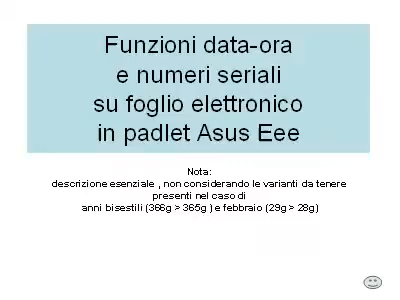 Funzioni data-ora
e numeri seriali
su foglio elettronico
in padlet Asus Eee
Nota:
descrizione esenziale , non considerando le varianti da tenere
presenti nel caso di
anni bisestili (366g > 365g ) e febbraio (29g > 28g)